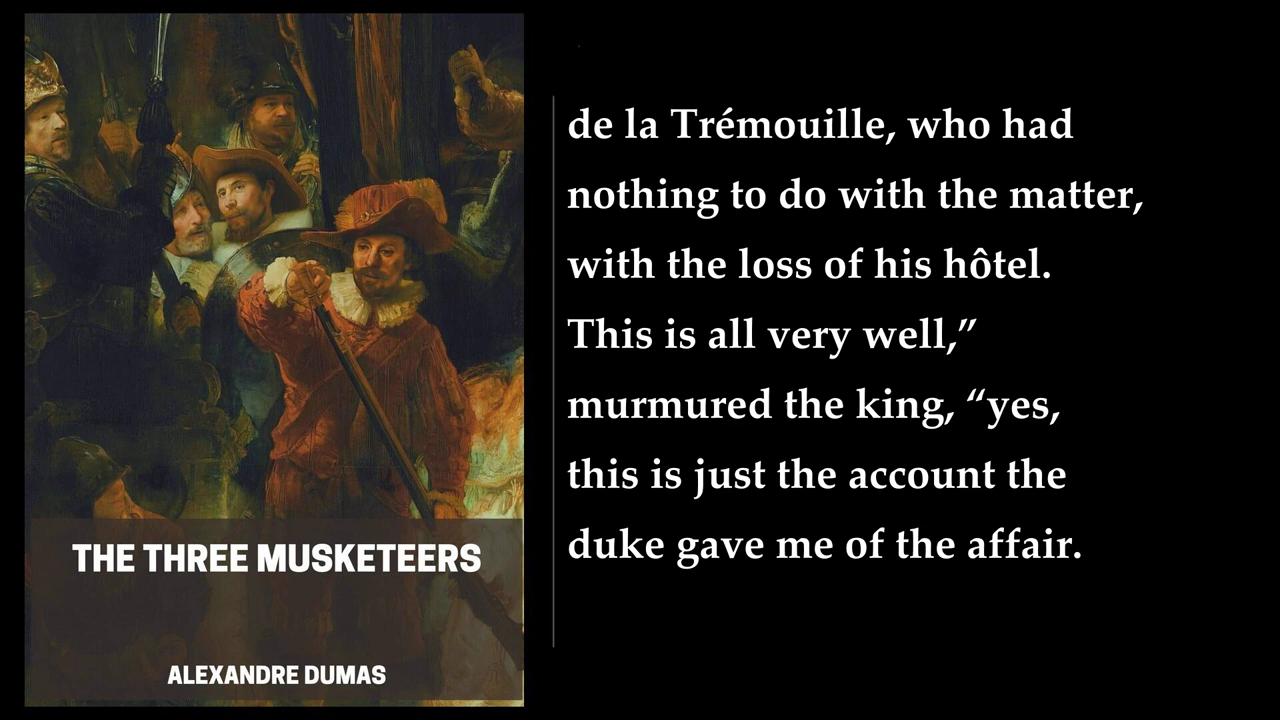 THE THREE MUSKETEERS
ALEXANDRE DUMAS
de la Trémouille, who had
nothing to do with the matter,
with the loss of his hôtel.
This is all very well,”
murmured the king, “yes,
this is just the account the
duke gave me of the affair.